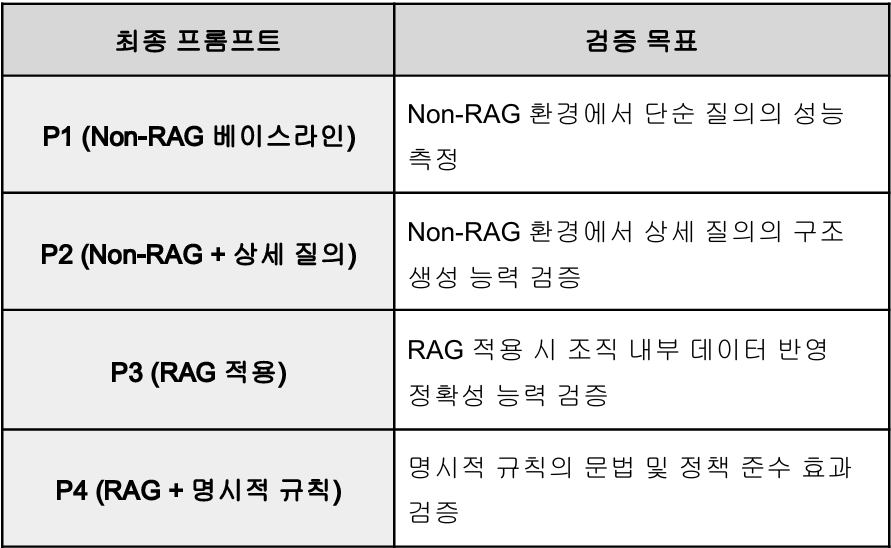 최종 프롬프트
검증 목표
P1 (Non-RAG 베이스라인)
Non-RAG 환경에서 단순 질의의 성능
측정
P2 (Non-RAG + 상세 질의)
Non-RAG 환경에서 상세 질의의 구조
생성 능력 검증
P3 (RAG 적용)
RAG 적용 시 조직 내부 데이터 반영
정확성 능력 검증
P4 (RAG + 명시적 규칙)
명시적 규칙의 문법 및 정책 준수 효과
검증